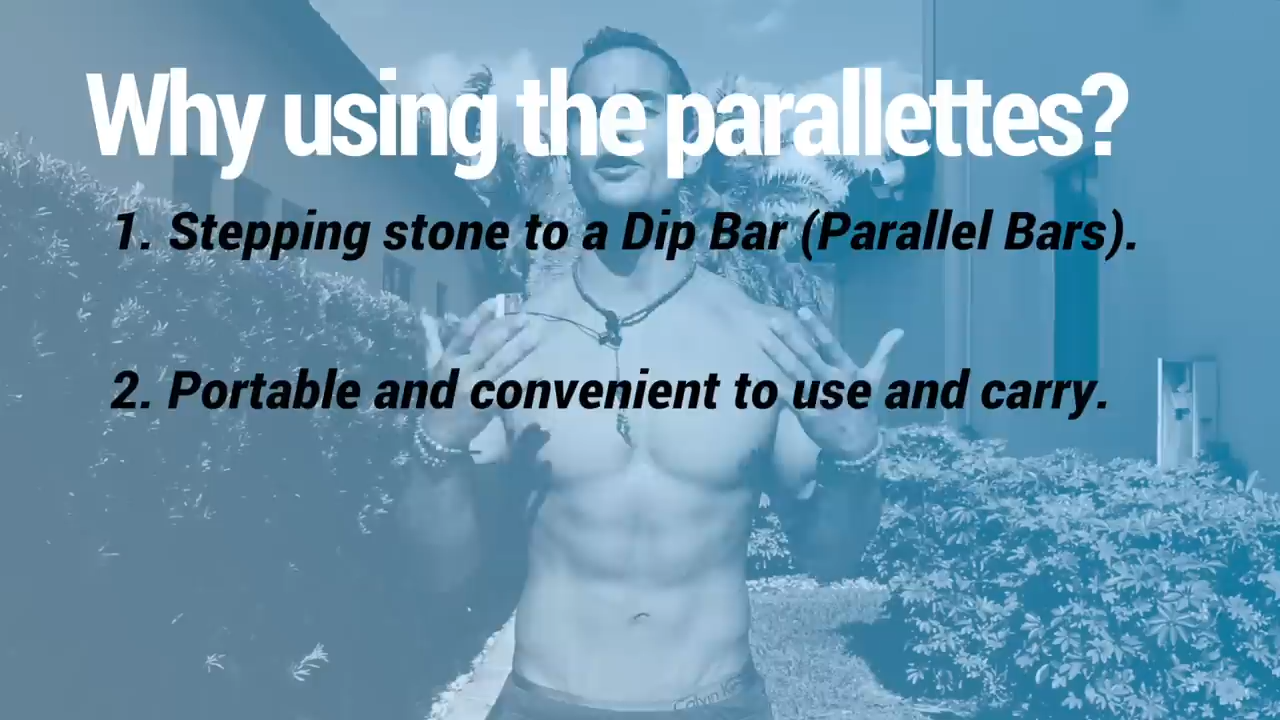 Why using the parallettes?
1. Stepping stone to a Dip Bar (Parallel Bars).
2. Portable and convenient to use and carry.
Calvin